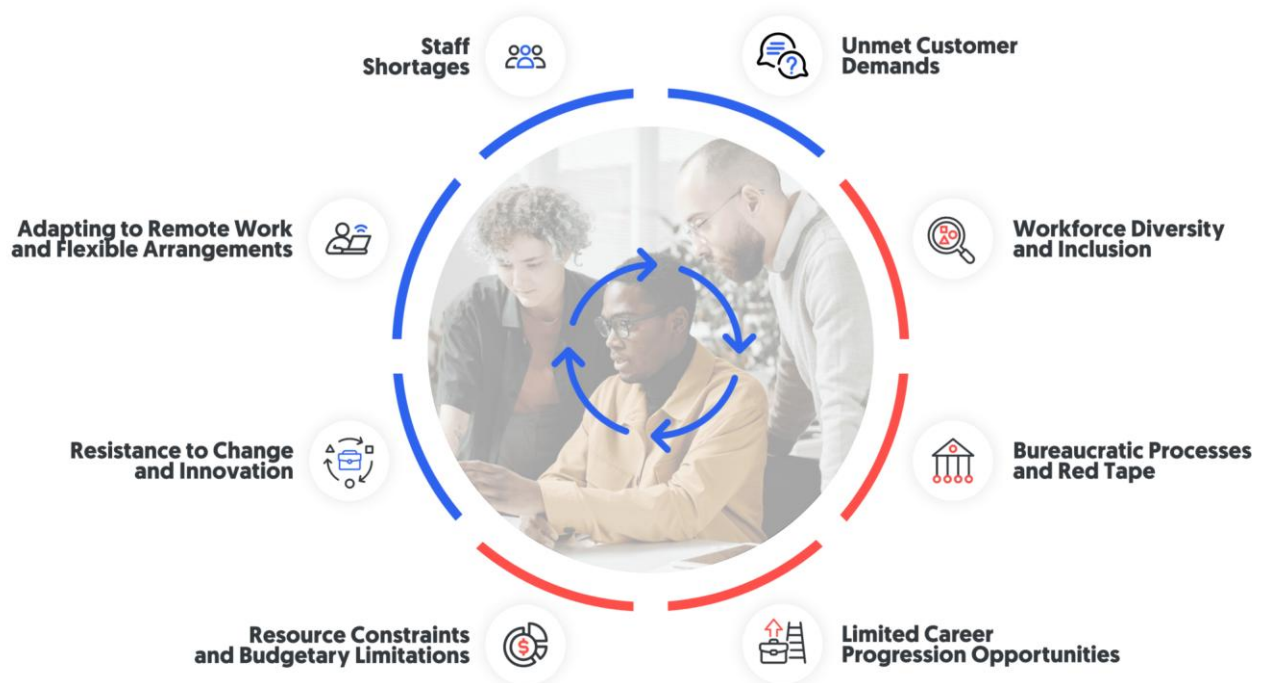 Staff
Shortages
Unmet Customer
Demands
Adapting to Remote Work
and Flexible Arrangements
Workforce Diversity
and Inclusion
Resistance to Change
and Innovation
Bureaucratic Processes
and Red Tape
Resource Constraints
and Budgetary Limitations
Limited Career
Progression Opportunities